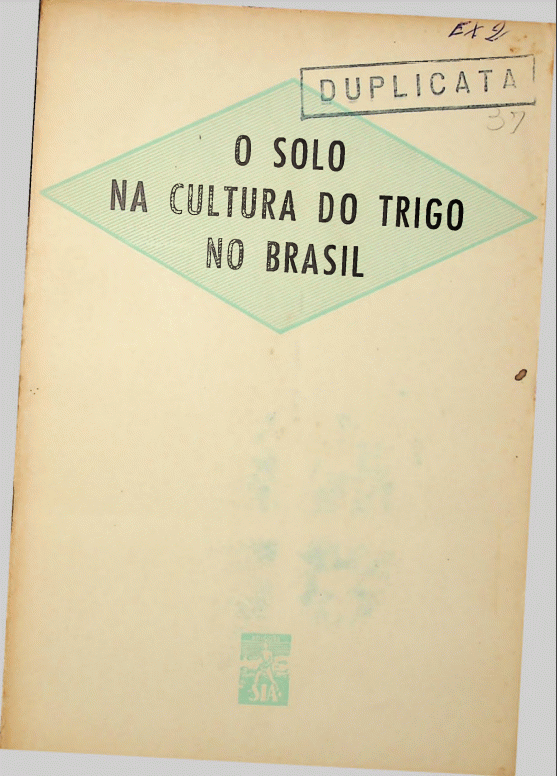 EX 2
DUPLICATA
37
O SOLO
NA CULTURA DO TRIGO
NO BRASIL
SIA